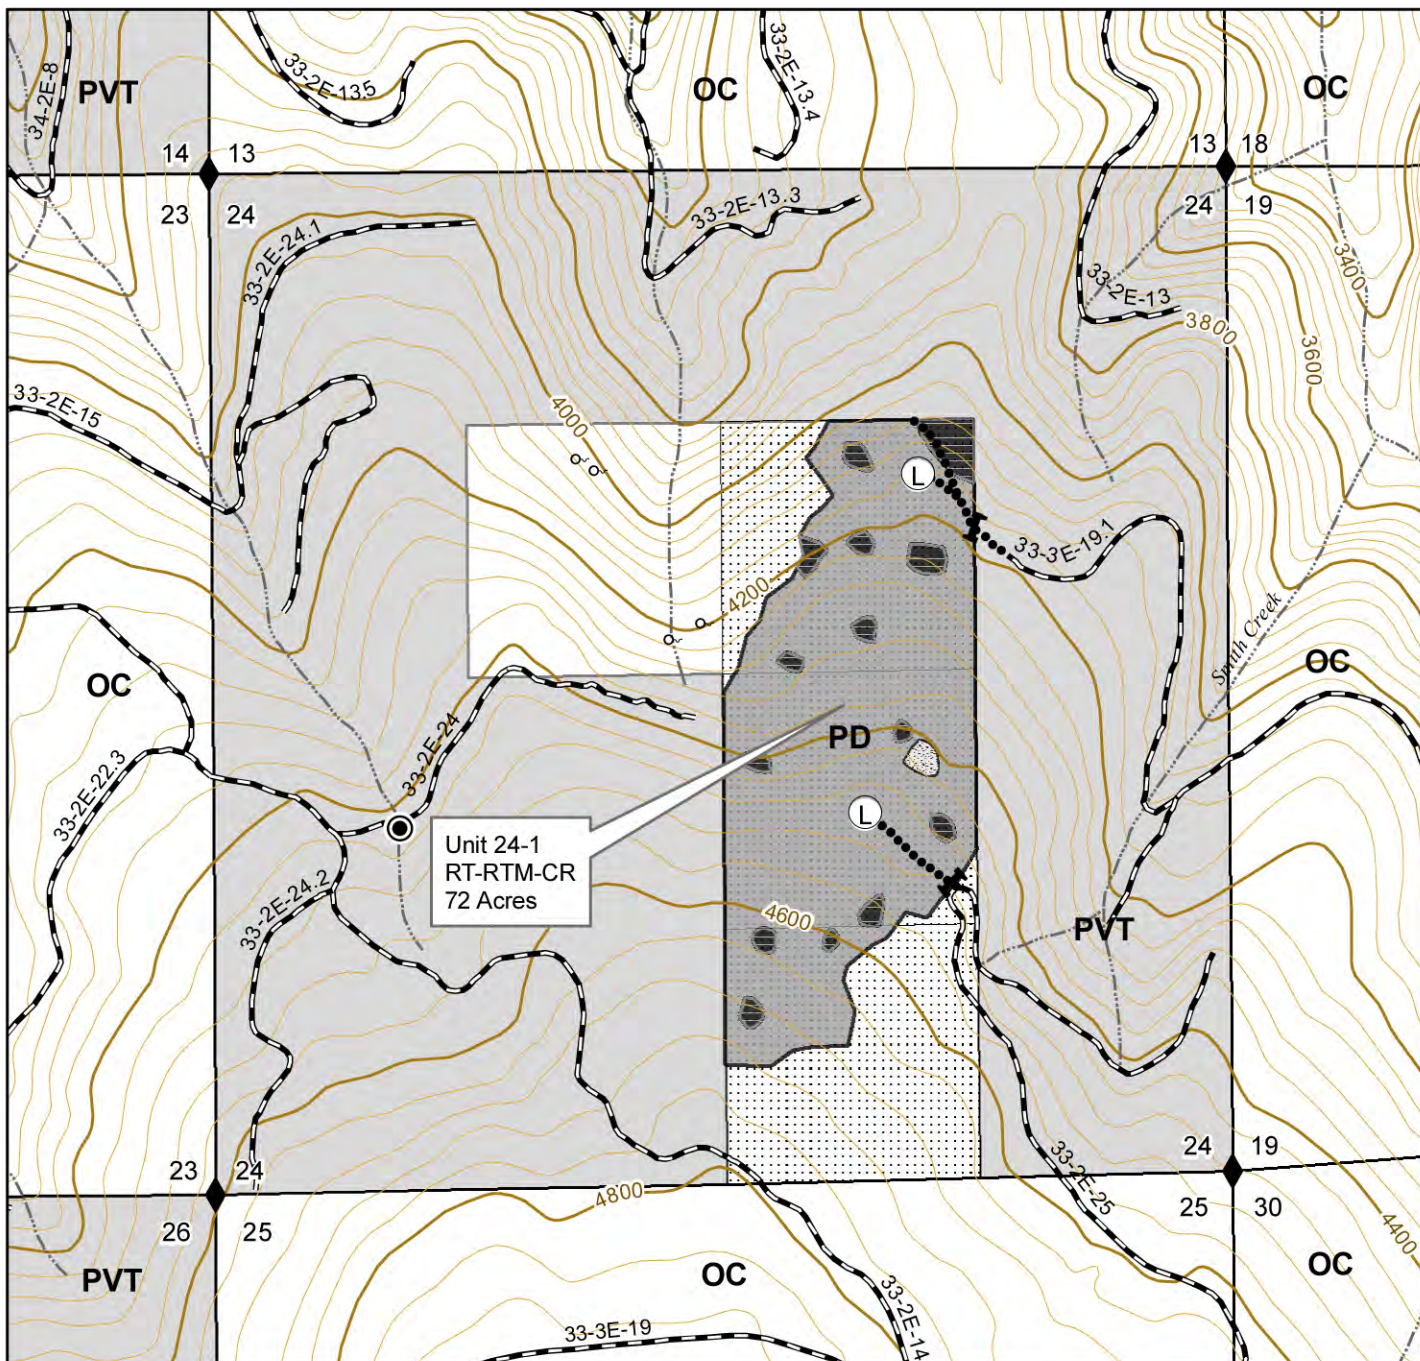 33-2E-13.5
33-2E-13.4
34-2E-8
PVT
OC
OC
14
13
13
18
23
24
24
19
33-2E-13.3
33-2E-24.1
3400
33-2E-13
3800
3600
33-2E-15
4000
L
33-3E-19.1
4200
Smith Creek
OC
OC
33-2E-24
PD
33-2E-22.3
L
Unit 24-1
RT-RTM-CR
72 Acres
33-2E-24.2
4600
PVT
23
24
24
19
4800
33-2E-25
26
25
25
30
4400
PVT
OC
OC
33-2E-14
33-3E-19